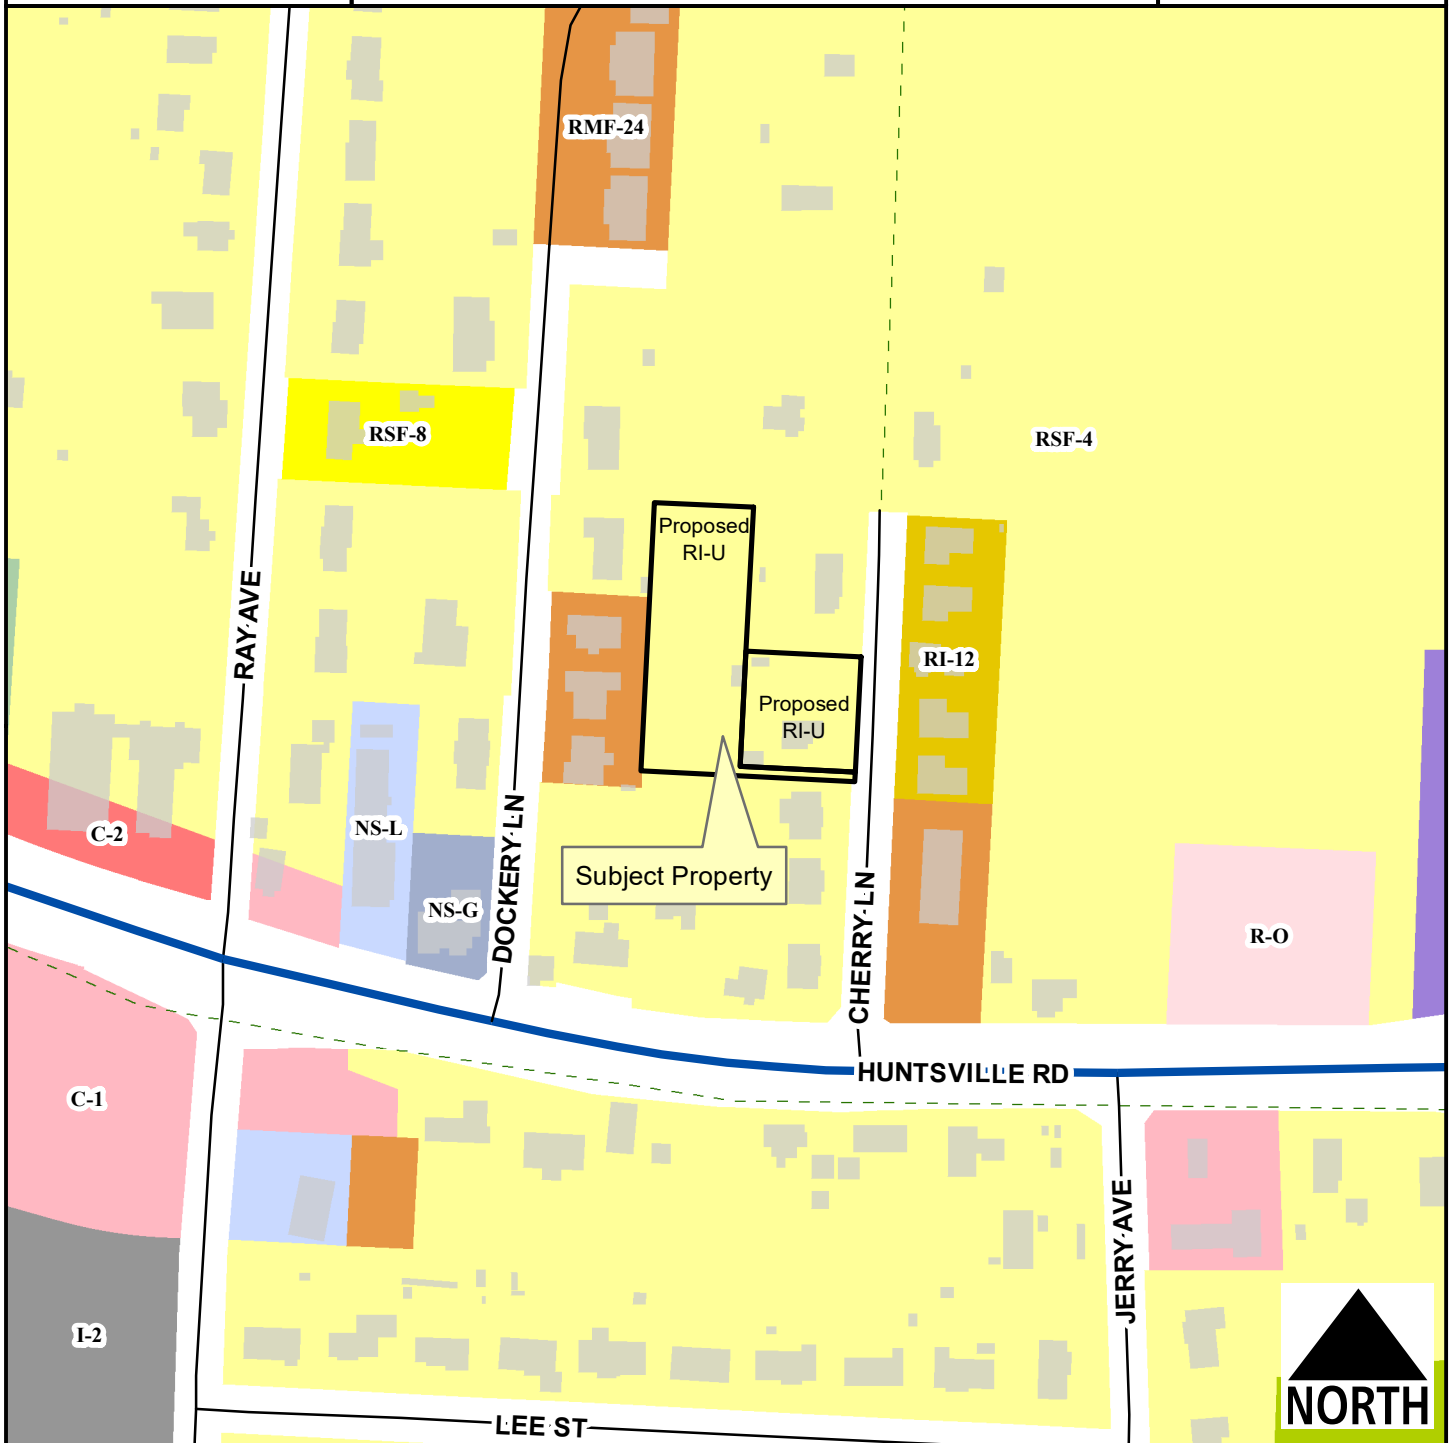 RMF-24
RSF-8
RSF-4
Proposed
RI-U
RAY AVE
RI-12
Proposed
RI-U
C-2
NS-L
DOCKERY LN
Subject Property
NS-G
CHERRY LN
R-O
HUNTSVILLE RD
C-1
JERRY AVE
I-2
NORTH
LEE ST